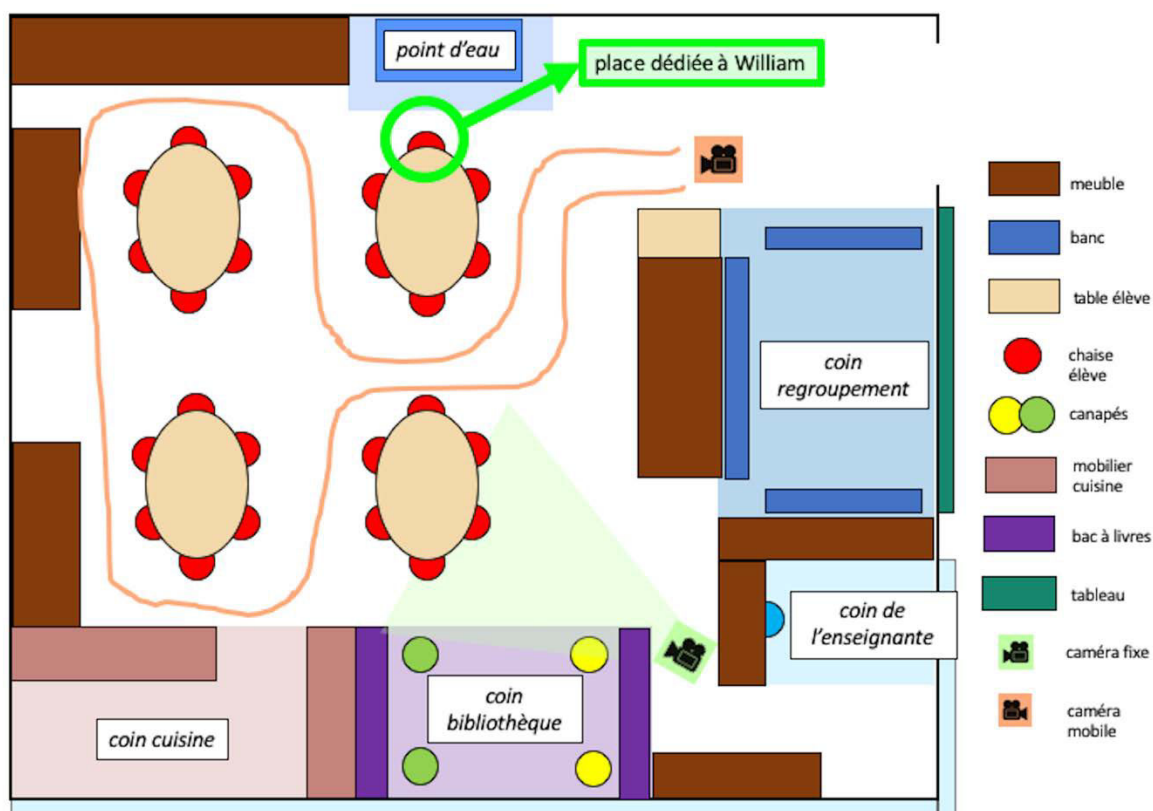 point d'eau
place dédiée à William
coin
regroupement
coin de
l'enseignante
coin
bibliothèque
coin cuisine
meuble
banc
table élève
chaise
élève
canapés
mobilier
cuisine
bac à livres
tableau
caméra fixe
caméra
mobile